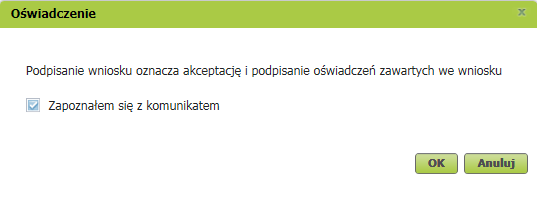 Oświadczenie
x
Podpisanie wniosku oznacza akceptację i podpisanie oświadczeń zawartych we wniosku
Zapoznałem się z komunikatem
OK Anuluj